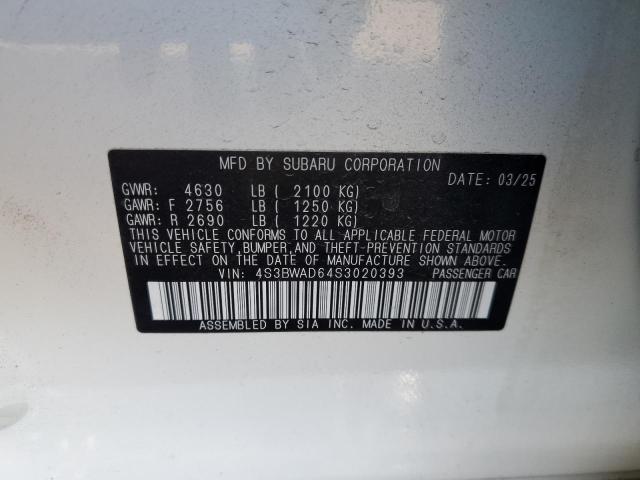 MFD BY SUBARU CORPORATION
DATE: 03/25
GVWR: 4630 LB ( 2100 KG)
GAWR: F 2756 LB ( 1250 KG)
GAWR: R 2690 LB ( 1220 KG)
THIS VEHICLE CONFORMS TO ALL APPLICABLE FEDERAL MOTOR
VEHICLE SAFETY,BUMPER,AND THEFT-PREVENTION STANDARDS
IN EFFECT ON THE DATE OF MANUFACTURE SHOWN ABOVE.
VIN: 4S3BWAD64S3020393 PASSENGER CAR
ASSEMBLED BY SIA INC. MADE IN U.S.A.